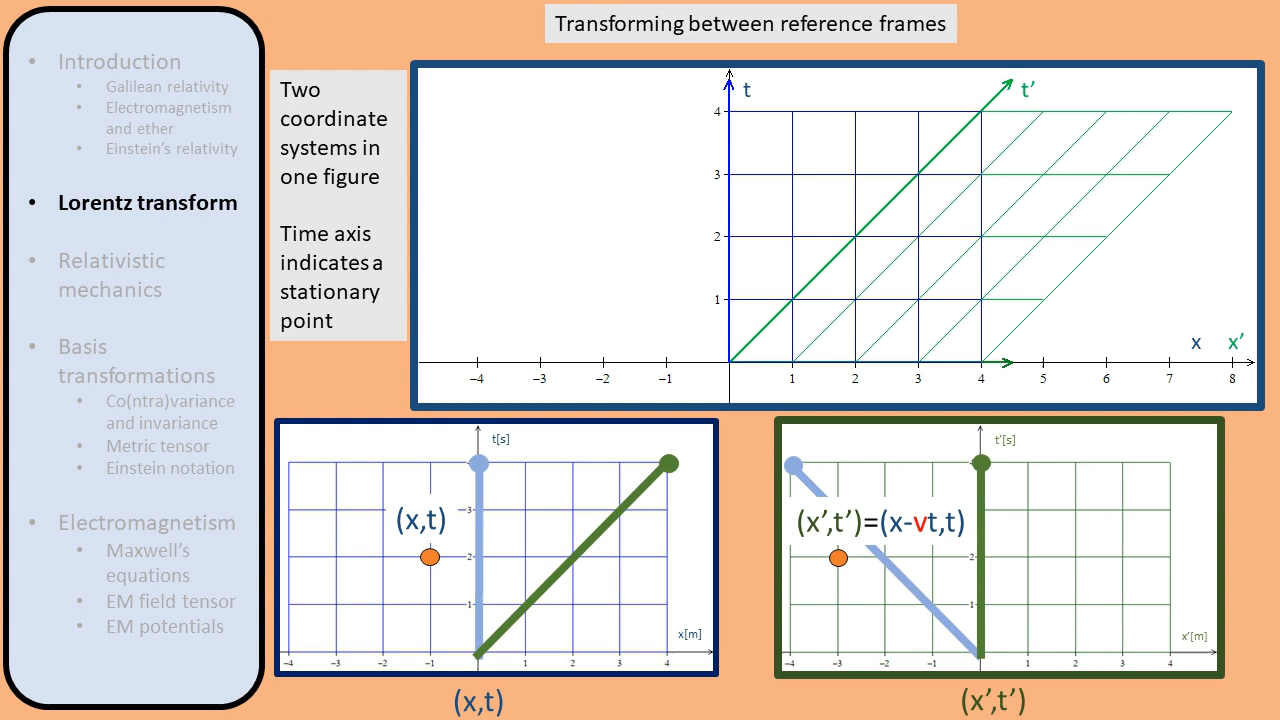 Transforming between reference frames
• Introduction
• Galilean relativity
• Electromagnetism
and ether
• Einstein’s relativity
• Lorentz transform
• Relativistic
mechanics
• Basis
transformations
• Co(ntra)variance
and invariance
• Metric tensor
• Einstein notation
• Electromagnetism
• Maxwell’s
equations
• EM field tensor
• EM potentials
Two
coordinate
systems in
one figure
Time axis
indicates a
stationary
point
t t’
4
3
2
1
x x’
−4 −3 −2 −1 1 2 3 4 5 6 7 8
t[s]
(x,t)
3
2
1
x[m]
−4 −3 −2 −1 1 2 3 4
(x,t)
t’[s]
(x’,t’)=(x-vt,t)
2
1
x’[m]
−4 −3 −2 −1 1 2 3 4
(x’,t’)